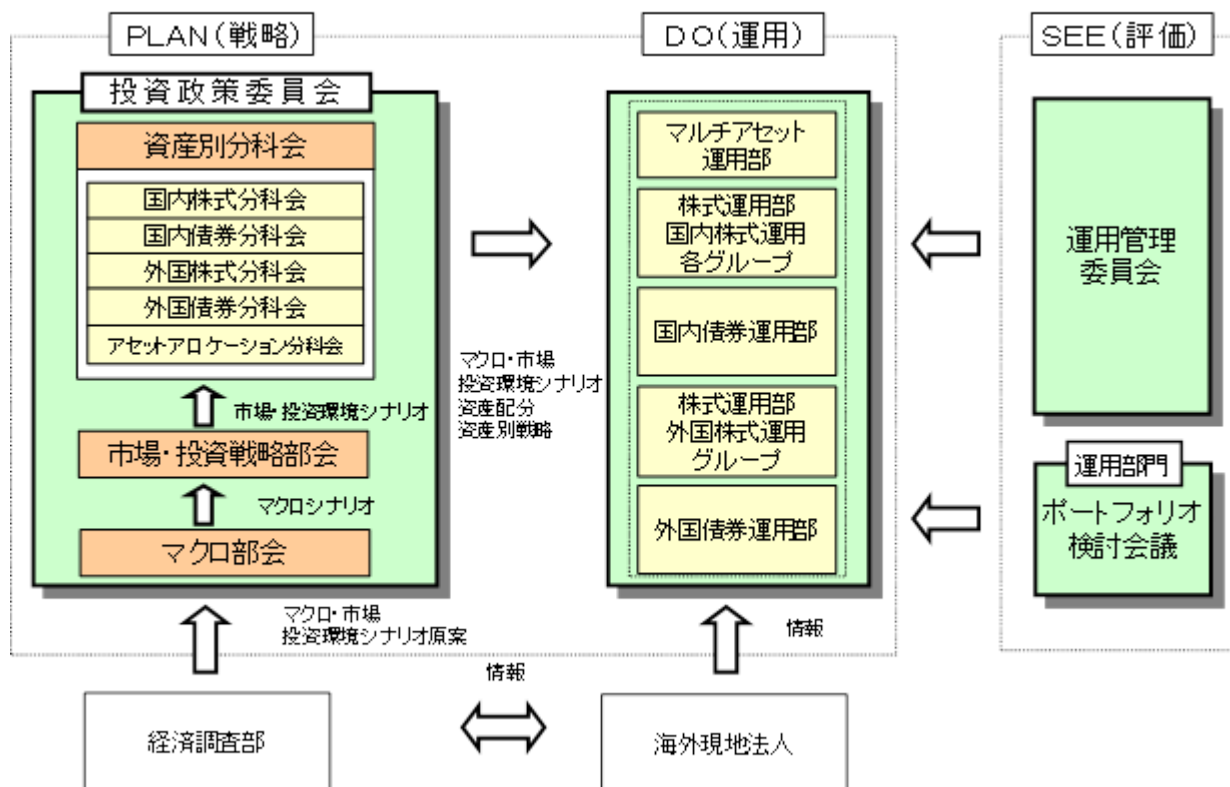 PLAN(戦略)
投資政策委員会
資産別分科会
国内株式分科会
国内債券分科会
外国株式分科会
外国債券分科会
アセットアロケーション分科会
市場・投資環境シナリオ
市場・投資戦略部会
マクロシナリオ
マクロ部会
マクロ・市場
投資環境シナリオ原案
経済調査部
マクロ・市場
投資環境シナリオ
資産配分
資産別戦略
情報
DO(運用)
マルチアセット
運用部
株式運用部
国内株式運用
各グループ
国内債券運用部
株式運用部
外国株式運用
グループ
外国債券運用部
情報
海外現地法人
SEE(評価)
運用管理
委員会
運用部門
ポートフォリオ
検討会議